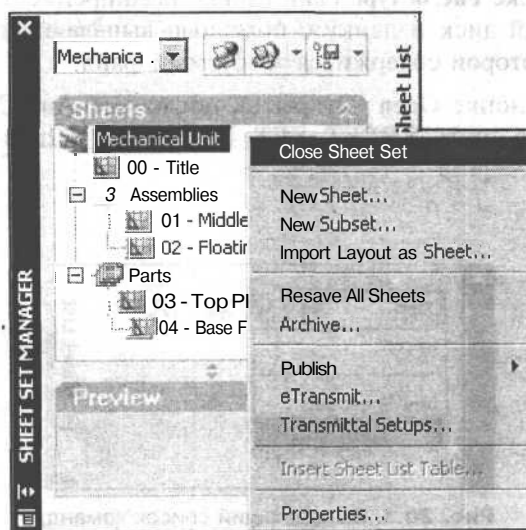 Mechanica .
Sheet List
Sheets
Mechanical Unit
00 - Title
3 Assemblies
01 - Middle
02 - Floatin
Parts
03 - Top Pl
04 - Base F
Preview
SHEET SET MANAGER
Close Sheet Set
New Sheet...
New Subset...
Import Layout as Sheet...
Resave All Sheets
Archive...
Publish
eTransmit...
Transmittal Setups...
Insert Sheet List Table...
Properties...